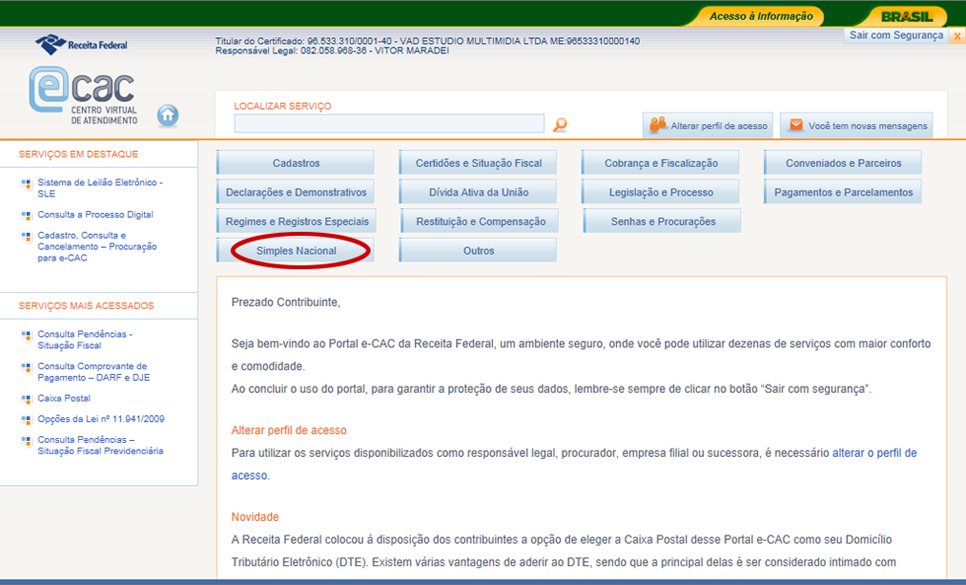 Acesso à Informação
BRASIL
Receita Federal
Titular do Certificado: 96.533.310/0001-40 - VAD ESTUDIO MULTIMIDIA LTDA ME:96533310000140
Responsável Legal: 082.058.968-36 - VITOR MARADEI
Sair com Segurança X
ecac
CENTRO VIRTUAL
DE ATENDIMENTO
LOCALIZAR SERVIÇO
Alterar perfil de acesso
Você tem novas mensagens
SERVIÇOS EM DESTAQUE
Sistema de Leilão Eletrônico -
SLE
Consulta a Processo Digital
Cadastro, Consulta e
Cancelamento – Procuração
para e-CAC
SERVIÇOS MAIS ACESSADOS
Consulta Pendências -
Situação Fiscal
Consulta Comprovante de
Pagamento – DARF e DJE
Caixa Postal
Opções da Lei nº 11.941/2009
Consulta Pendências –
Situação Fiscal Previdenciária
Cadastros
Certidões e Situação Fiscal
Cobrança e Fiscalização
Conveniados e Parceiros
Declarações e Demonstrativos
Dívida Ativa da União
Legislação e Processo
Pagamentos e Parcelamentos
Regimes e Registros Especiais
Restituição e Compensação
Senhas e Procurações
Simples Nacional
Outros
Prezado Contribuinte,
Seja bem-vindo ao Portal e-CAC da Receita Federal, um ambiente seguro, onde você pode utilizar dezenas de serviços com maior conforto
e comodidade.
Ao concluir o uso do portal, para garantir a proteção de seus dados, lembre-se sempre de clicar no botão “Sair com segurança”.
Alterar perfil de acesso
Para utilizar os serviços disponibilizados como responsável legal, procurador, empresa filial ou sucessora, é necessário alterar o perfil de
acesso.
Novidade
A Receita Federal colocou á disposição dos contribuintes a opção de eleger a Caixa Postal desse Portal e-CAC como seu Domicílio
Tributário Eletrônico (DTE). Existem várias vantagens de aderir ao DTE, sendo que a principal delas é ser considerado intimado com